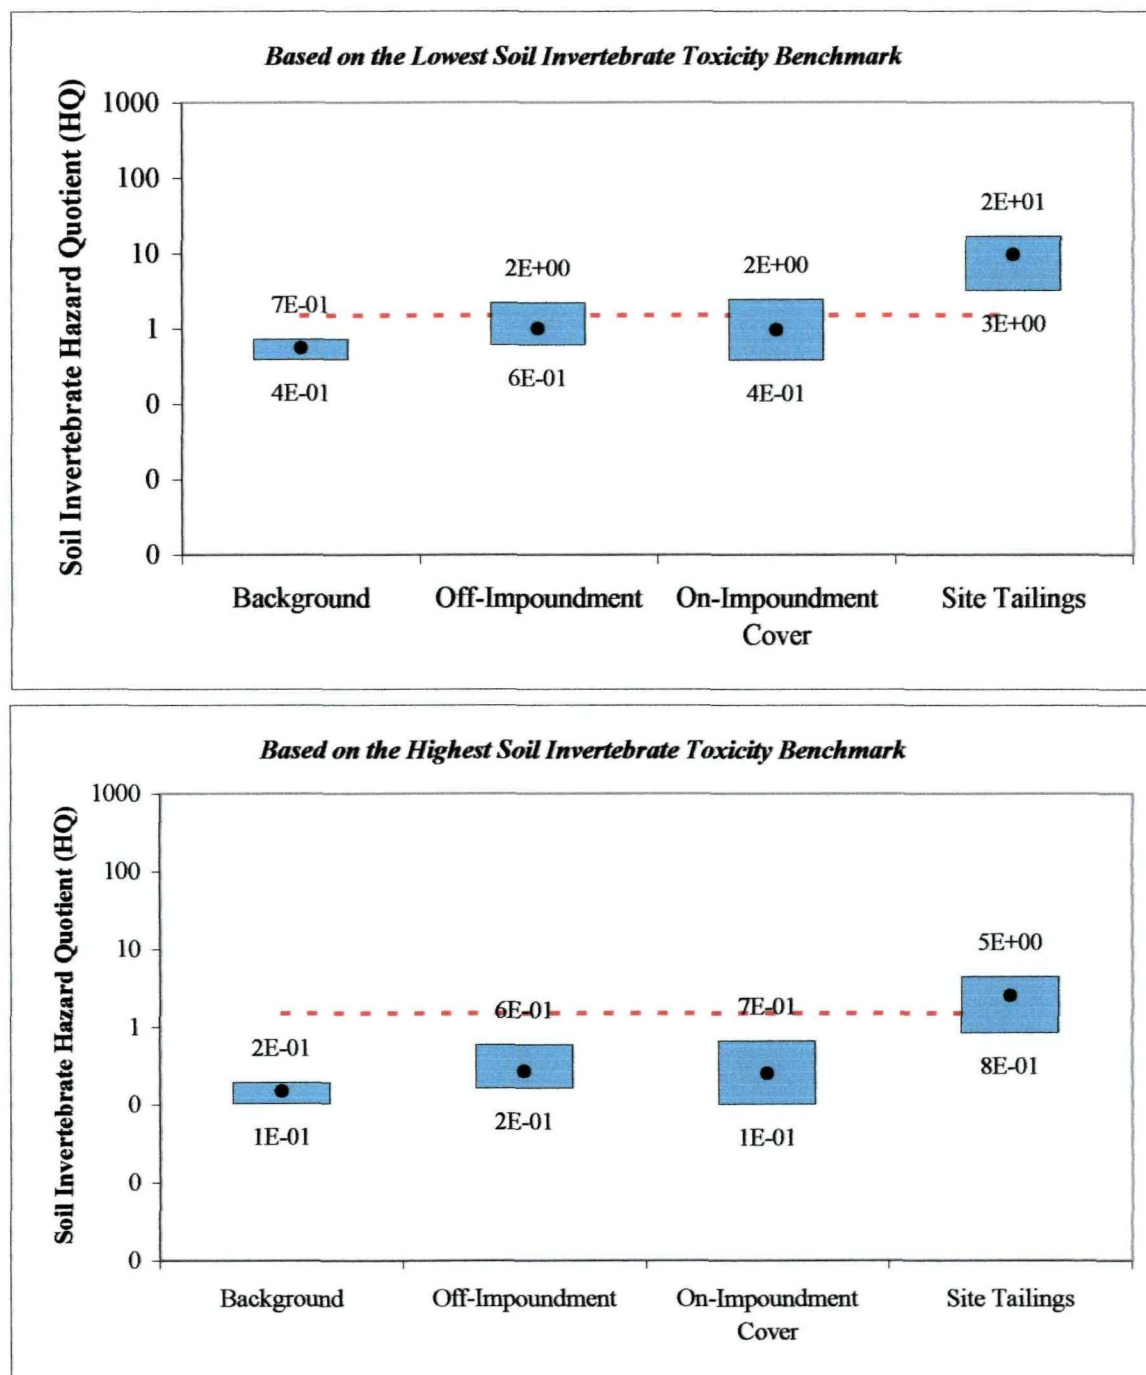 Based on the Lowest Soil Invertebrate Toxicity Benchmark
Soil Invertebrate Hazard Quotient (HQ)
1000
100
10
1
0
0
0
7E-01
4E-01
2E+00
6E-01
2E+00
4E-01
2E+01
3E+00
Background
Off-Impoundment
On-Impoundment
Cover
Site Tailings
Based on the Highest Soil Invertebrate Toxicity Benchmark
Soil Invertebrate Hazard Quotient (HQ)
1000
100
10
1
0
0
0
2E-01
1E-01
6E-01
2E-01
7E-01
1E-01
5E+00
8E-01
Background
Off-Impoundment
On-Impoundment
Cover
Site Tailings